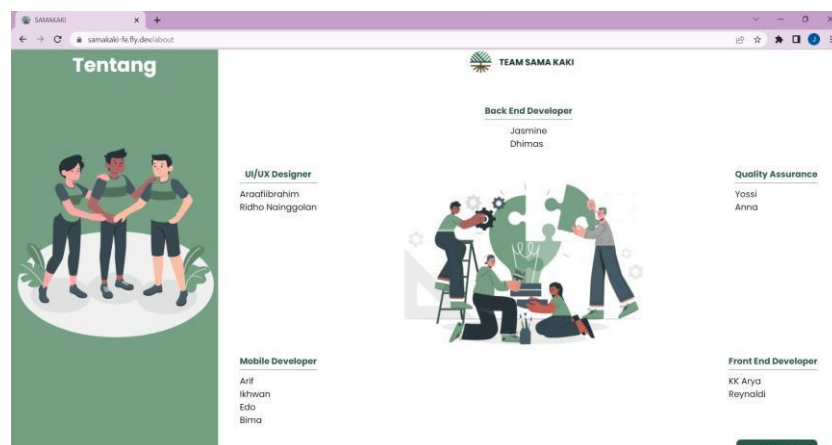 SAMAKAKI
samakaki-fe.fly.dev/about
Tentang
TEAM SAMA KAKI
Back End Developer
Jasmine
Dhimas
UI/UX Designer
Araafiibrahim
Ridho Nainggolan
Quality Assurance
Yossi
Anna
Mobile Developer
Arif
Ikhwan
Edo
Bima
Front End Developer
KK Arya
Reynaldi